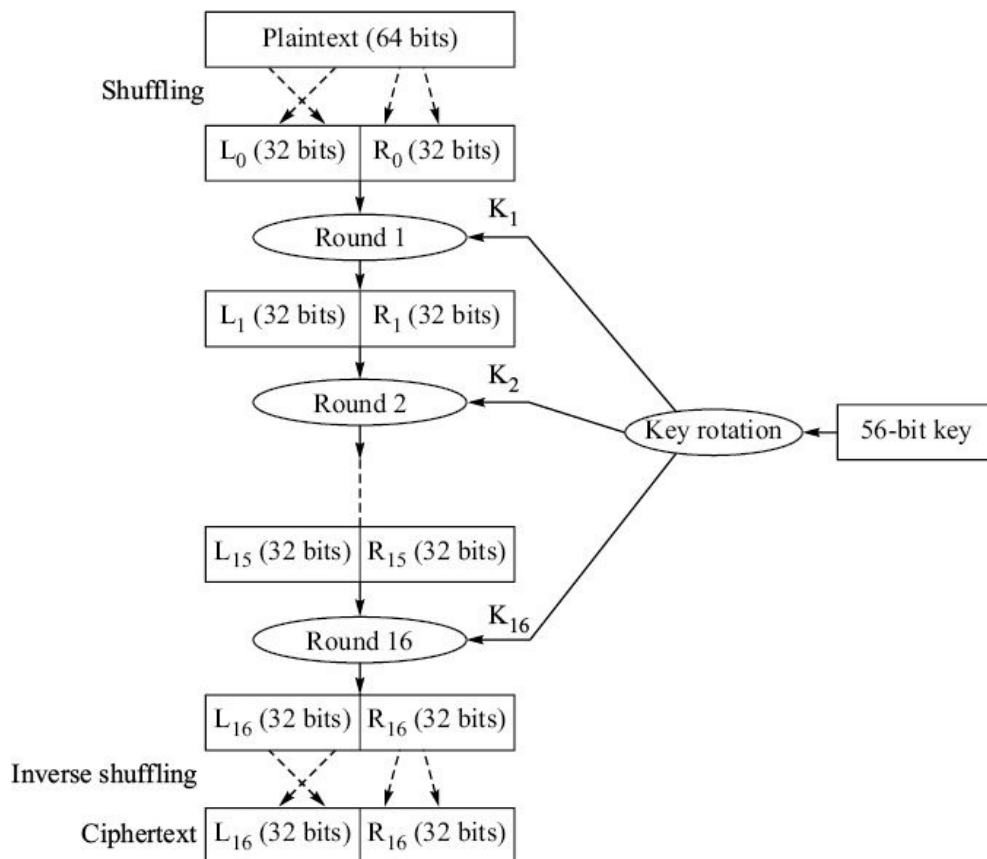 Plaintext (64 bits)
Shuffling
L₀ (32 bits) R₀ (32 bits)
K₁
Round 1
L₁ (32 bits) R₁ (32 bits)
K₂
Round 2
Key rotation
56-bit key
L₁₅ (32 bits) R₁₅ (32 bits)
K₁₆
Round 16
L₁₆ (32 bits) R₁₆ (32 bits)
Inverse shuffling
Ciphertext L₁₆ (32 bits) R₁₆ (32 bits)